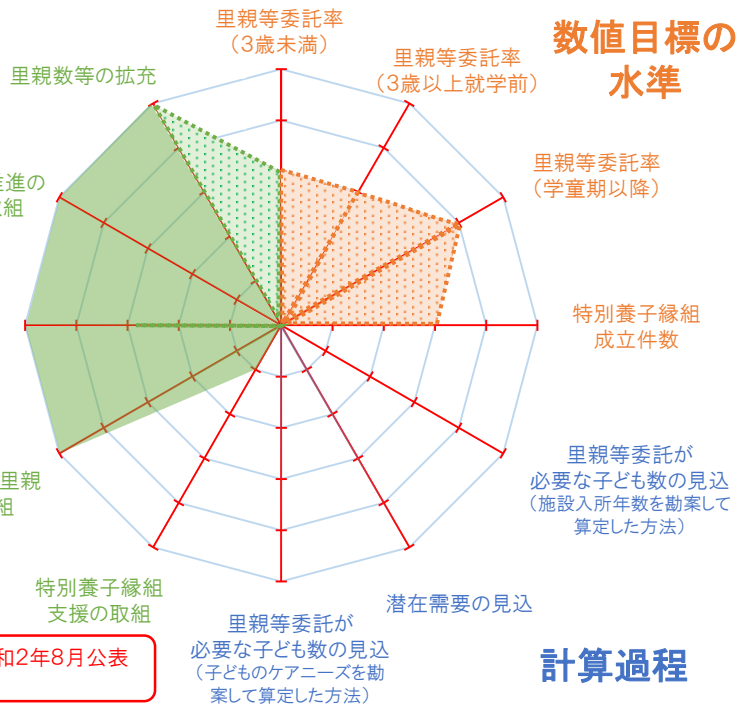 里親等委託率
（3歳未満）
数値目標の
水準
里親等委託率
（3歳以上就学前）
里親数等の拡充
里親等委託率
（学童期以降）
進の
組
特別養子縁組
成立件数
里親等委託が
必要な子ども数の見込
（施設入所年数を勘案して
算定した方法）
里親
組
特別養子縁組
支援の取組
潜在需要の見込
里親等委託が
必要な子ども数の見込
（子どものケアニーズを勘
案して算定した方法）
和2年8月公表
計算過程